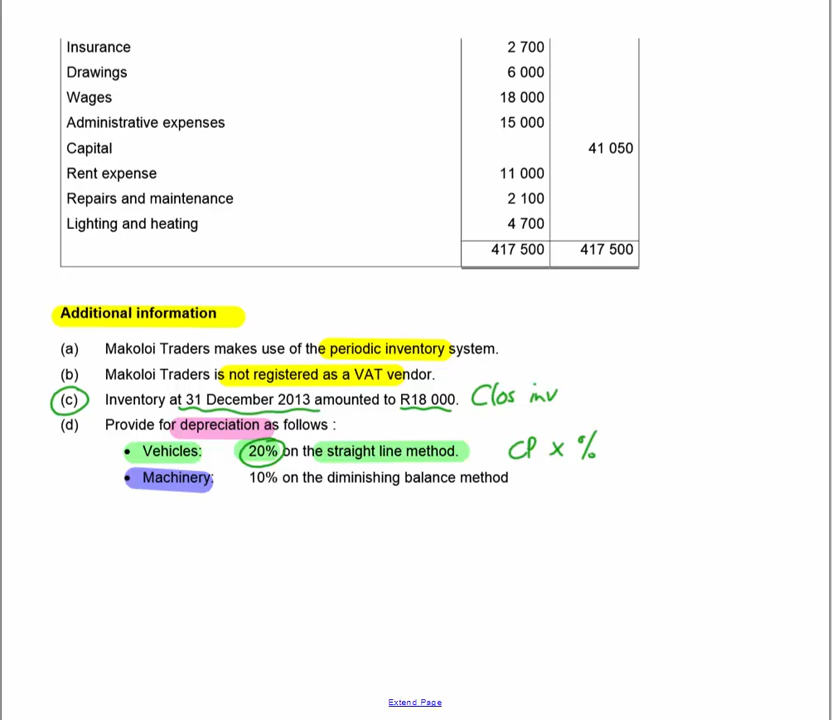 Insurance 2 700
Drawings 6 000
Wages 18 000
Administrative expenses 15 000
Capital 41 050
Rent expense 11 000
Repairs and maintenance 2 100
Lighting and heating 4 700
417 500 417 500
Additional information
(a) Makoloi Traders makes use of the periodic inventory system.
(b) Makoloi Traders is not registered as a VAT vendor.
(c) Inventory at 31 December 2013 amounted to R18 000. Clos inv
(d) Provide for depreciation as follows :
• Vehicles: 20% on the straight line method. CP x %
• Machinery: 10% on the diminishing balance method
Extend Page